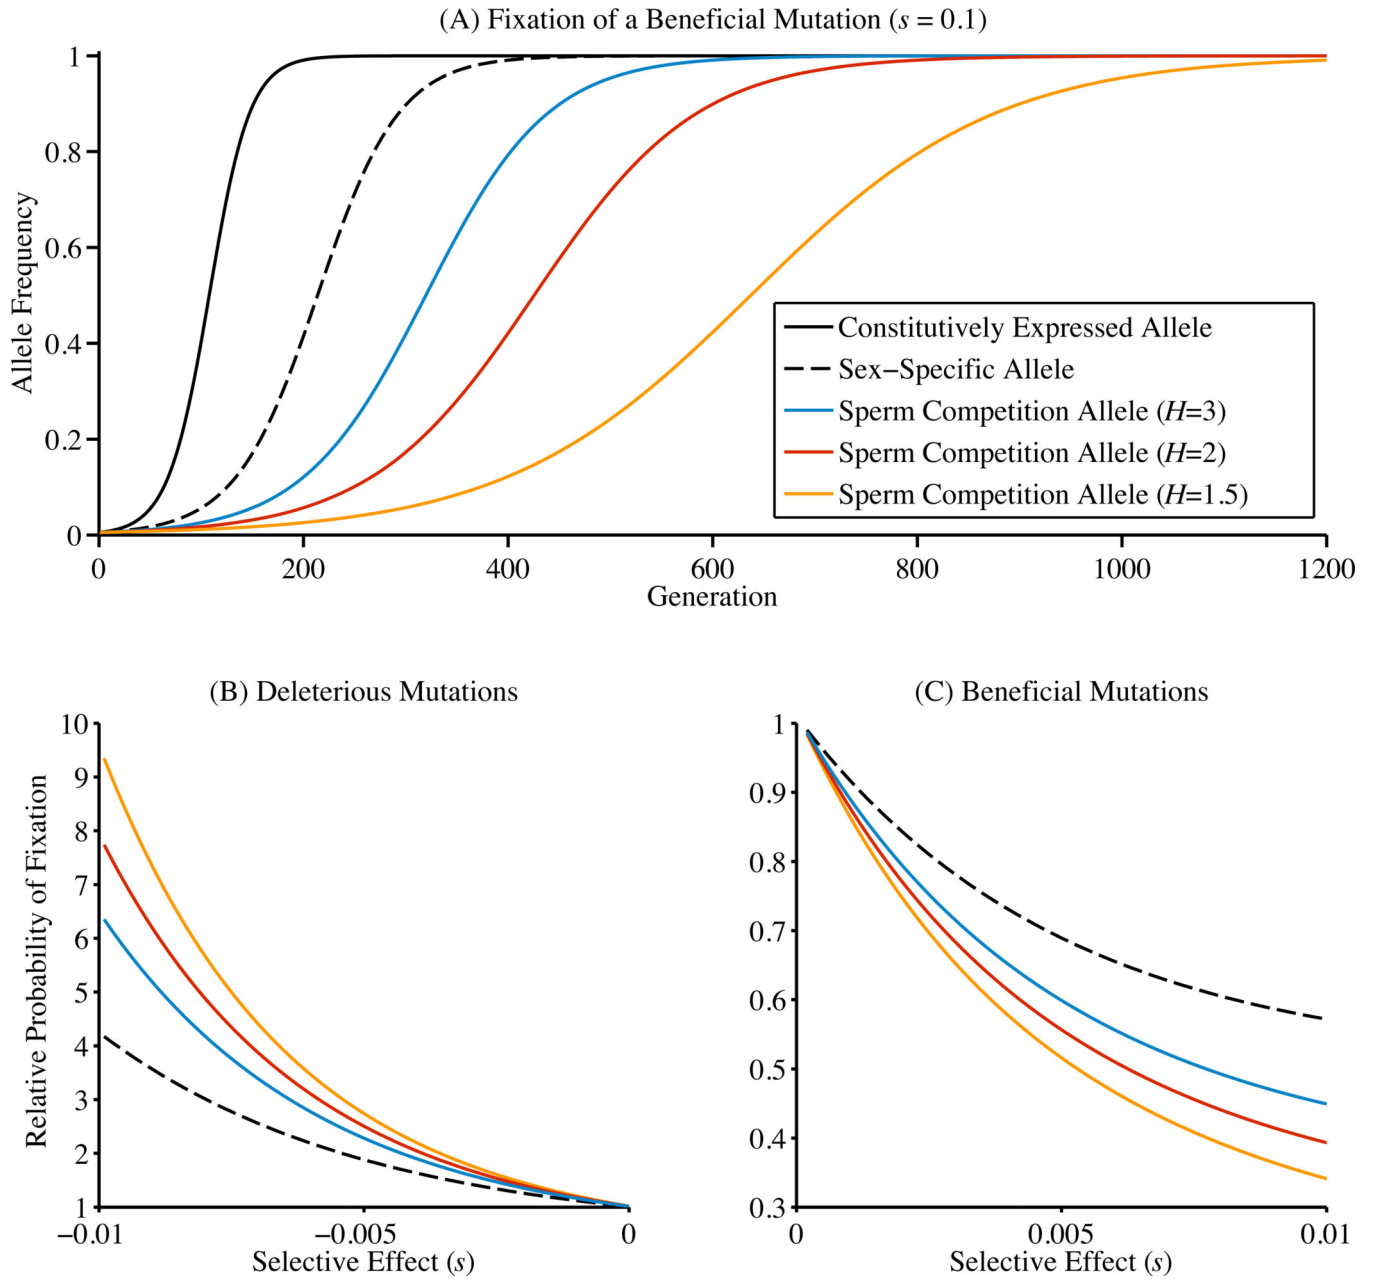 (A) Fixation of a Beneficial Mutation (s = 0.1)
1
0.8
0.6
0.4
0.2
0
Allele Frequency
Constitutively Expressed Allele
Sex−Specific Allele
Sperm Competition Allele (H=3)
Sperm Competition Allele (H=2)
Sperm Competition Allele (H=1.5)
0 200 400 600 800 1000 1200
Generation
(B) Deleterious Mutations
10
9
8
7
6
5
4
3
2
1
Relative Probability of Fixation
−0.01 −0.005 0
Selective Effect (s)
(C) Beneficial Mutations
1
0.9
0.8
0.7
0.6
0.5
0.4
0.3
0 0.005 0.01
Selective Effect (s)